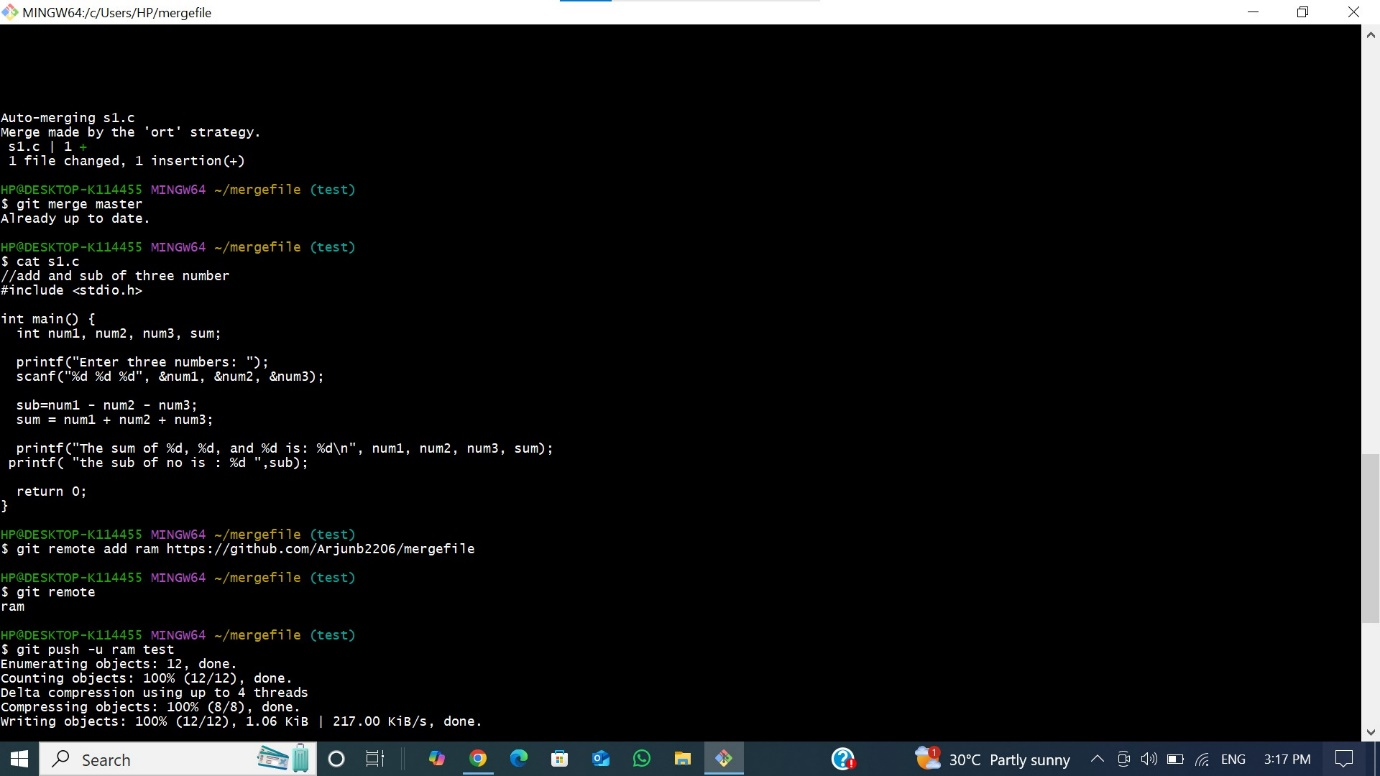 MINGW64:/c/Users/HP/mergefile
Auto-merging s1.c
Merge made by the 'ort' strategy.
 s1.c | 1 +
 1 file changed, 1 insertion(+)
HP@DESKTOP-K114455 MINGW64 ~/mergefile (test)
$ git merge master
Already up to date.
HP@DESKTOP-K114455 MINGW64 ~/mergefile (test)
$ cat s1.c
//add and sub of three number
#include <stdio.h>
int main() {
  int num1, num2, num3, sum;
  printf("Enter three numbers: ");
  scanf("%d %d %d", &num1, &num2, &num3);
  sub=num1 - num2 - num3;
  sum = num1 + num2 + num3;
  printf("The sum of %d, %d, and %d is: %d\n", num1, num2, num3, sum);
 printf( "the sub of no is : %d ",sub);
  return 0;
}
HP@DESKTOP-K114455 MINGW64 ~/mergefile (test)
$ git remote add ram https://github.com/Arjunb2206/mergefile
HP@DESKTOP-K114455 MINGW64 ~/mergefile (test)
$ git remote
ram
HP@DESKTOP-K114455 MINGW64 ~/mergefile (test)
$ git push -u ram test
Enumerating objects: 12, done.
Counting objects: 100% (12/12), done.
Delta compression using up to 4 threads
Compressing objects: 100% (8/8), done.
Writing objects: 100% (12/12), 1.06 KiB | 217.00 KiB/s, done.
Search 1 30°C Partly sunny ENG 3:17 PM